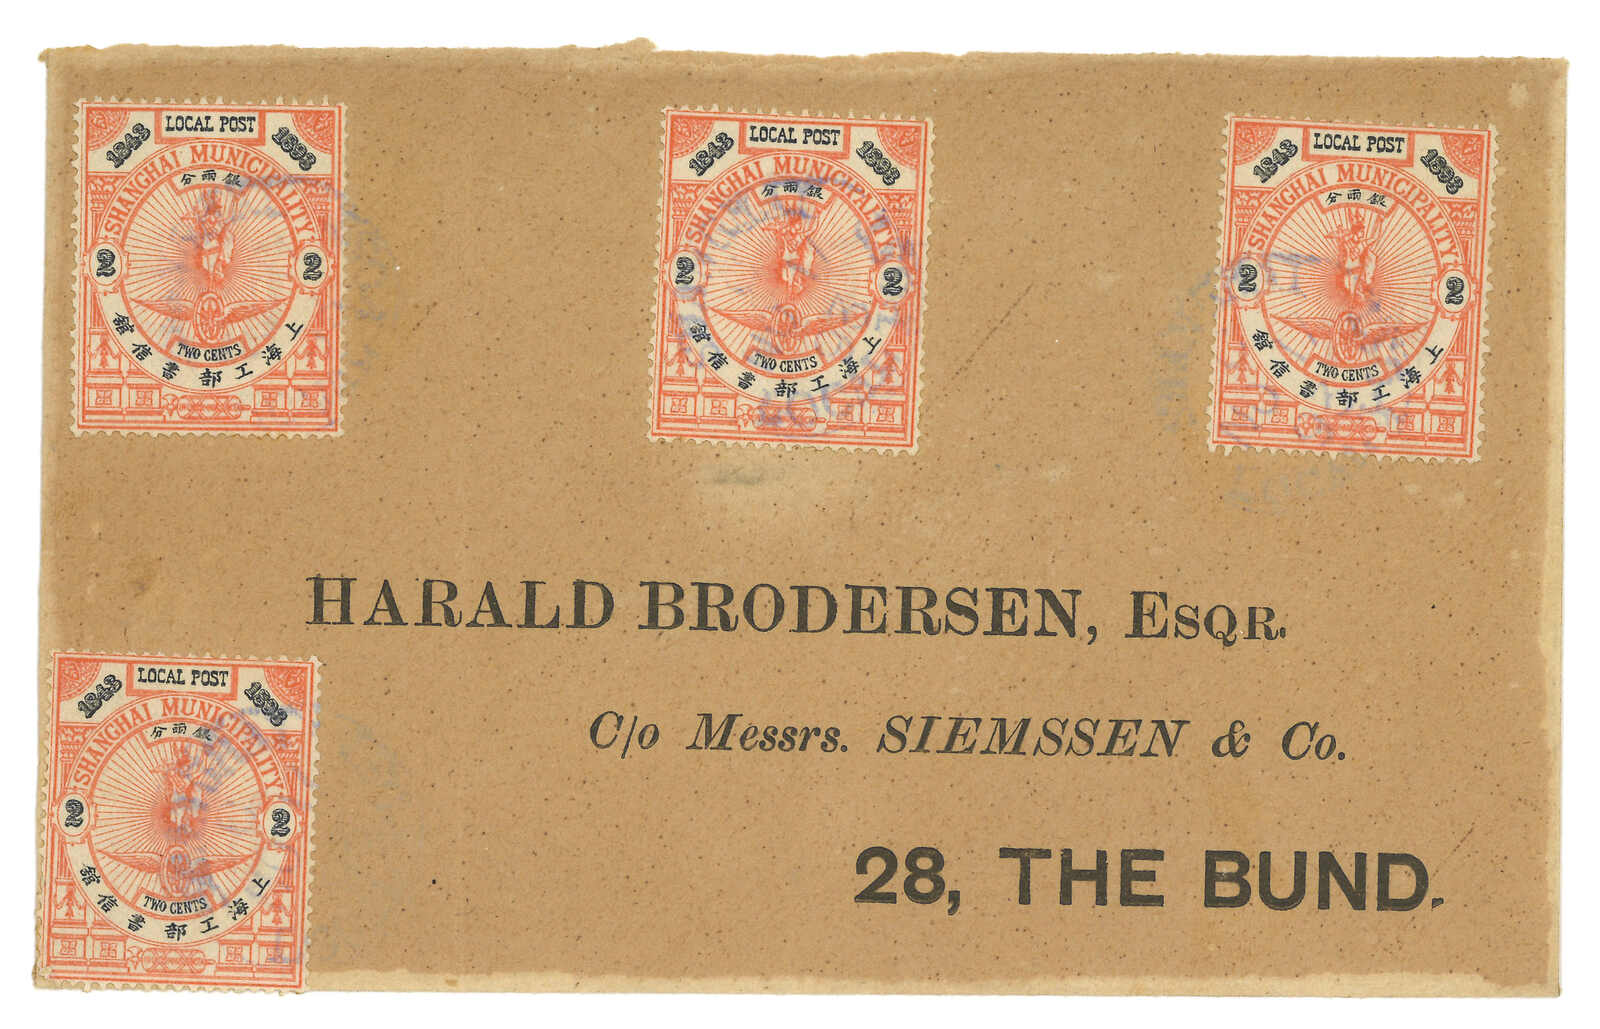 LOCAL POST
1843 1893
SHANGHAI MUNICIPALITY
銀兩分
2 2
TWO CENTS
上海工部書信館
LOCAL POST
1843 1893
SHANGHAI MUNICIPALITY
銀兩分
2 2
TWO CENTS
上海工部書信館
LOCAL POST
1843 1893
SHANGHAI MUNICIPALITY
銀兩分
2 2
TWO CENTS
上海工部書信館
HARALD BRODERSEN, ESQR.
C/o Messrs. SIEMSSEN & Co.
28, THE BUND.
LOCAL POST
1843 1893
SHANGHAI MUNICIPALITY
銀兩分
2 2
TWO CENTS
上海工部書信館